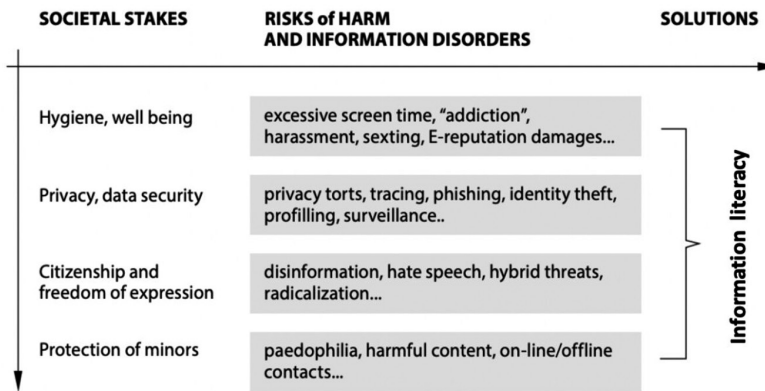 SOCIETAL STAKES
RISKS of HARM
AND INFORMATION DISORDERS
SOLUTIONS
Hygiene, well being
excessive screen time, “addiction”,
harassment, sexting, E-reputation damages...
Privacy, data security
privacy torts, tracing, phishing, identity theft,
profilling, surveillance..
Citizenship and
freedom of expression
disinformation, hate speech, hybrid threats,
radicalization...
Protection of minors
paedophilia, harmful content, on-line/offline
contacts...
Information literacy